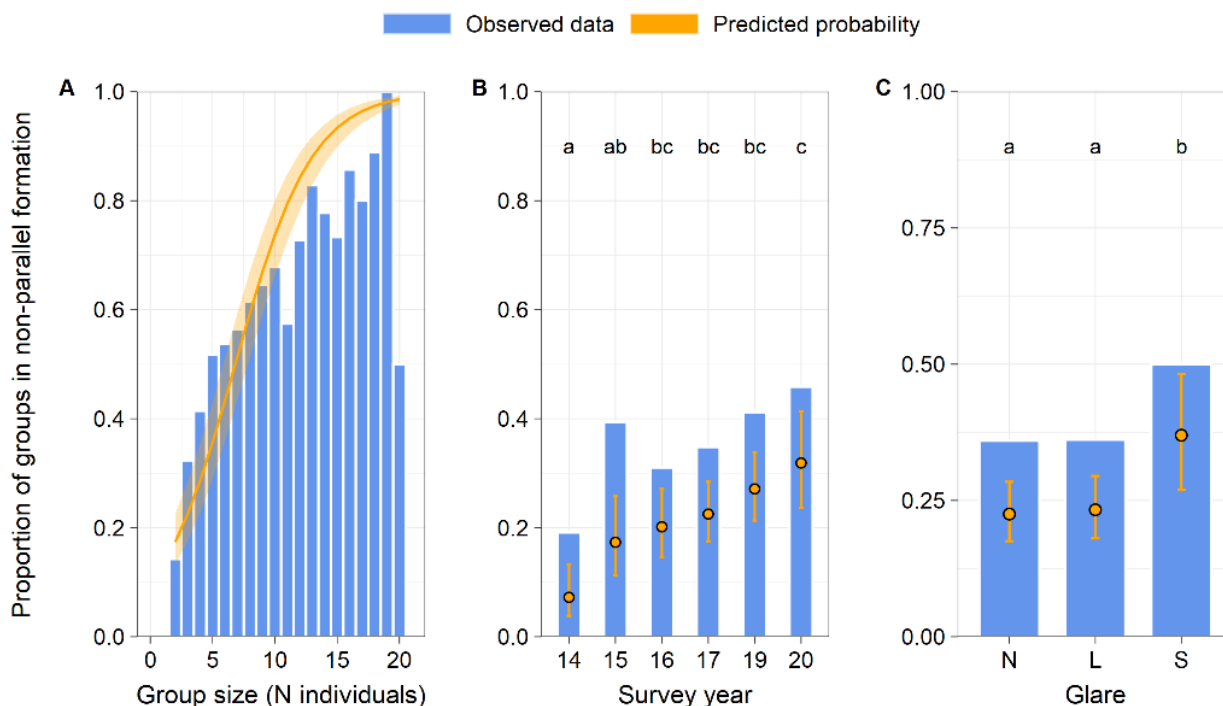 Observed data Predicted probability
A B C
Proportion of groups in non-parallel formation
1.0
0.8
0.6
0.4
0.2
0.0
0 5 10 15 20
Group size (N individuals)
1.0
0.8
0.6
0.4
0.2
0.0
a ab bc bc bc c
14 15 16 17 19 20
Survey year
1.00
0.75
0.50
0.25
0.00
a a b
N L S
Glare